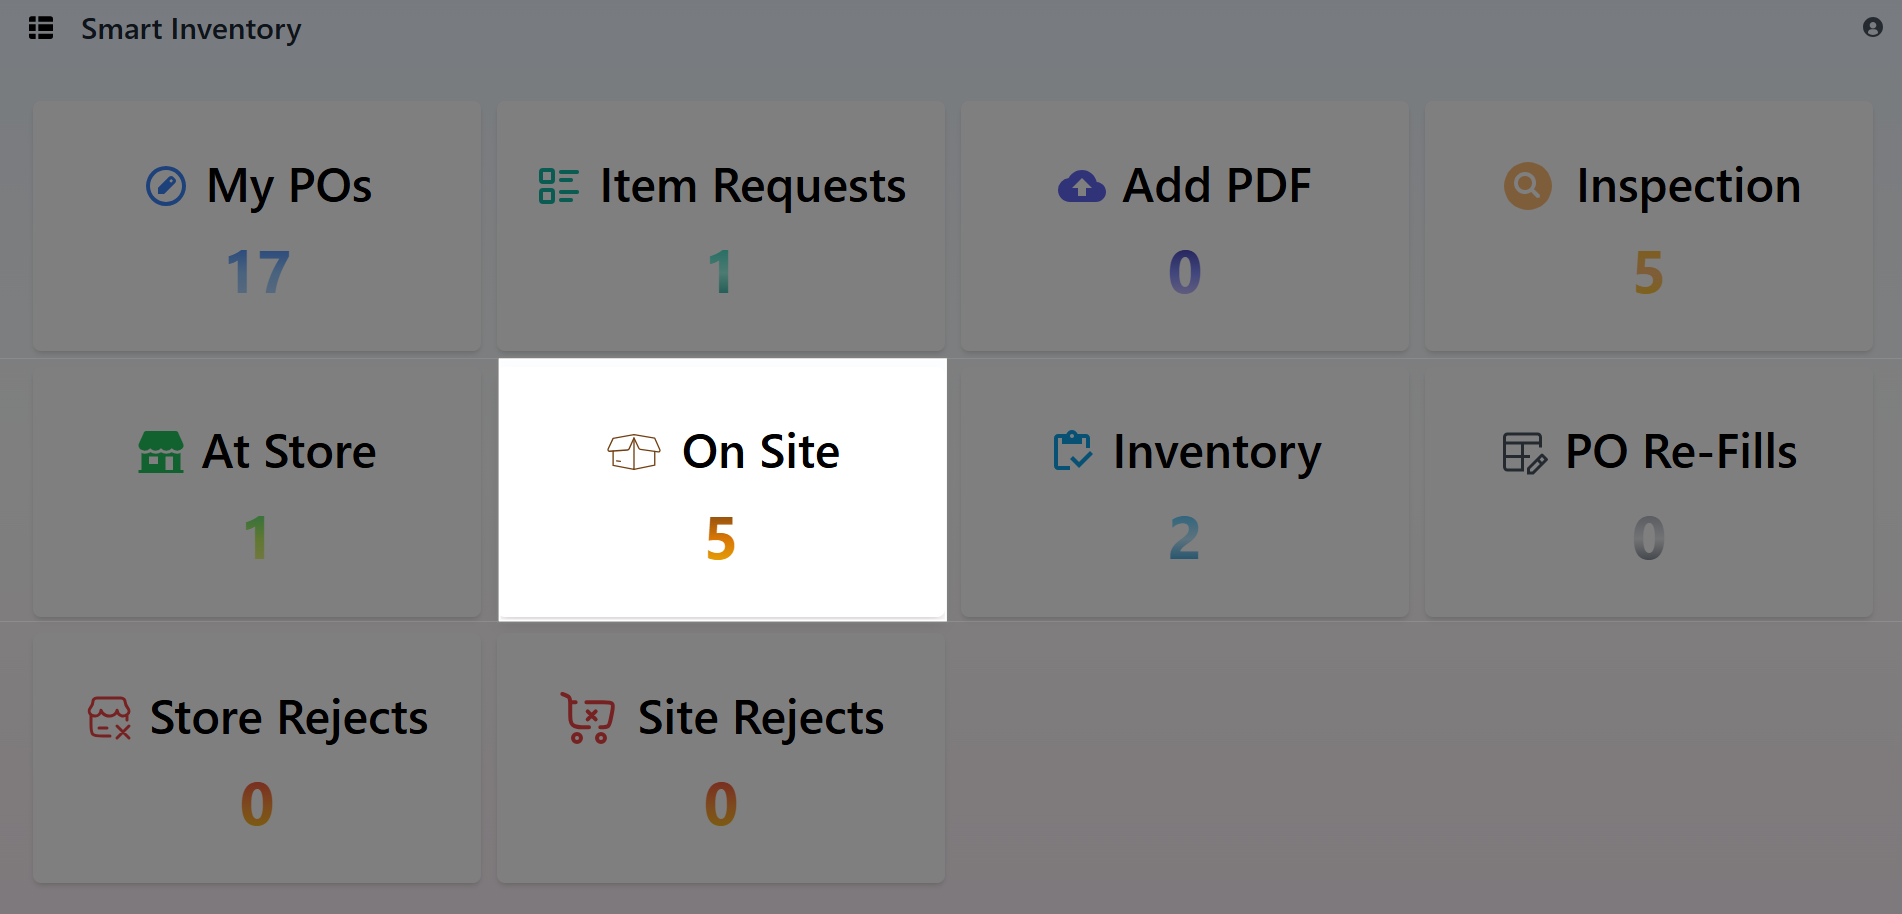 Smart Inventory
My POs
17
Item Requests
1
Add PDF
0
Inspection
5
At Store
1
On Site
5
Inventory
2
PO Re-Fills
0
Store Rejects
0
Site Rejects
0